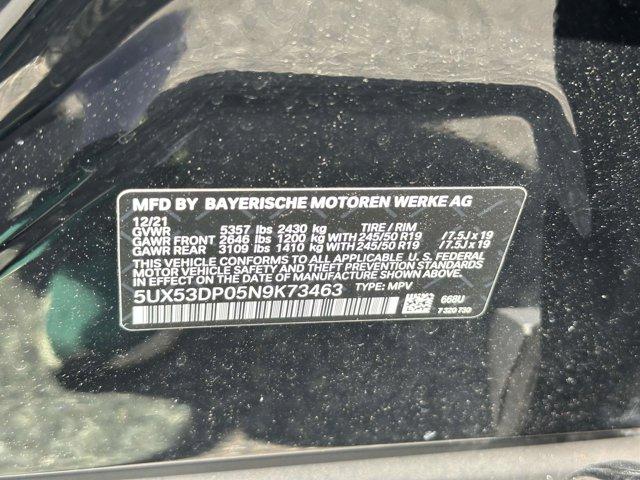 MFD BY BAYERISCHE MOTOREN WERKE AG
12/21
GVWR 5357 lbs 2430 kg TIRE / RIM
GAWR FRONT 2646 lbs 1200 kg WITH 245/50 R19 /7.5J x 19
GAWR REAR 3109 lbs 1410 kg WITH 245/50 R19 /7.5J x 19
THIS VEHICLE CONFORMS TO ALL APPLICABLE U. S. FEDERAL
MOTOR VEHICLE SAFETY AND THEFT PREVENTION STANDARDS
IN EFFECT ON THE DATE OF MANUFACTURE SHOWN ABOVE.
5UX53DP05N9K73463 TYPE: MPV
668U
7 320 730